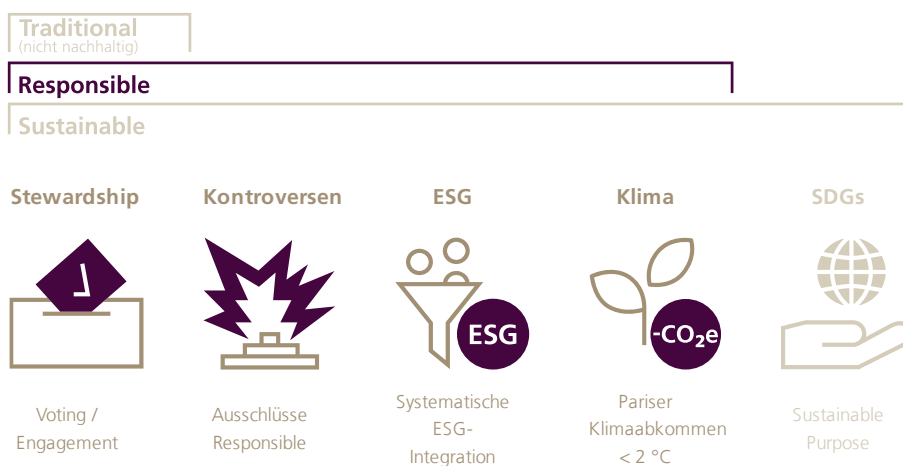 Traditional
(nicht nachhaltig)
Responsible
Sustainable
Stewardship
Kontroversen
ESG
Klima
SDGs
ESG
-CO₂e
Voting /
Engagement
Ausschlüsse
Responsible
Systematische
ESG-
Integration
Pariser
Klimaabkommen
< 2 °C
Sustainable
Purpose